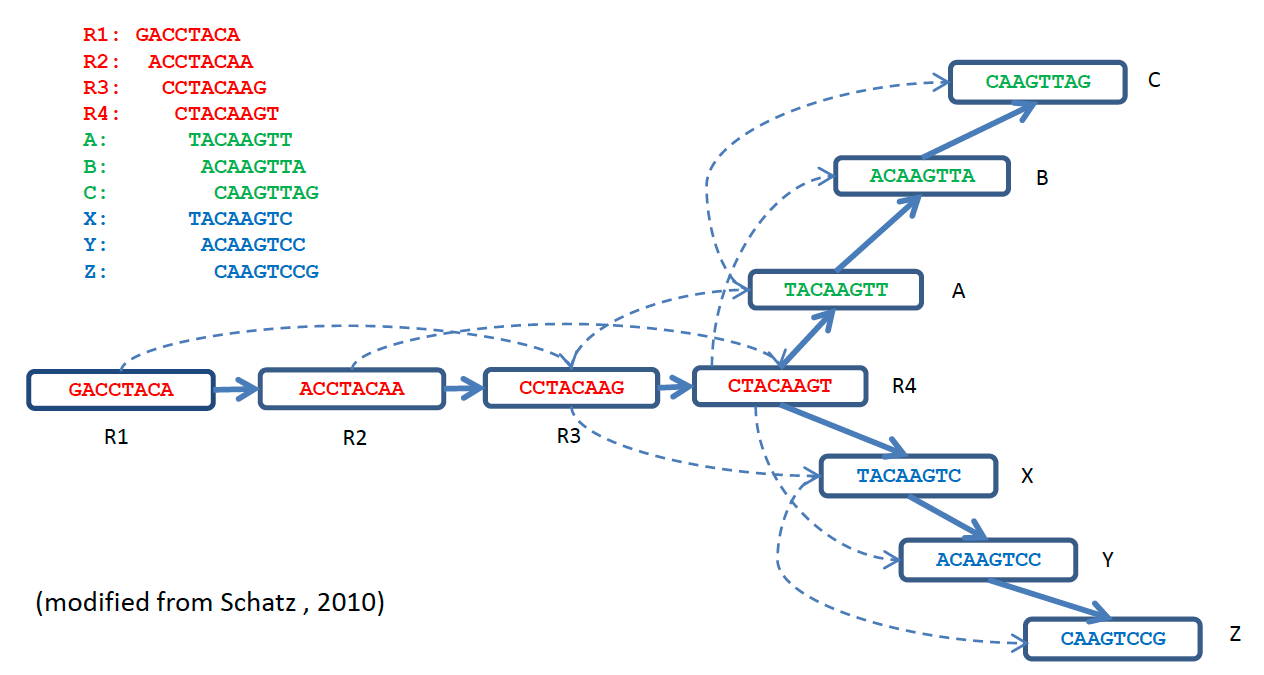 R1: GACCTACA
R2: ACCTACAA
R3: CCTACAAG
R4: CTACAAGT
A: TACAAGTT
B: ACAAGTTA
C: CAAGTTAG
X: TACAAGTC
Y: ACAAGTCC
Z: CAAGTCCG
CAAGTTAG C
ACAAGTTA B
TACAAGTT A
GACCTACA ACCTACAA CCTACAAG CTACAAGT R4
R1 R2 R3
TACAAGTC X
ACAAGTCC Y
(modified from Schatz , 2010)
CAAGTCCG Z